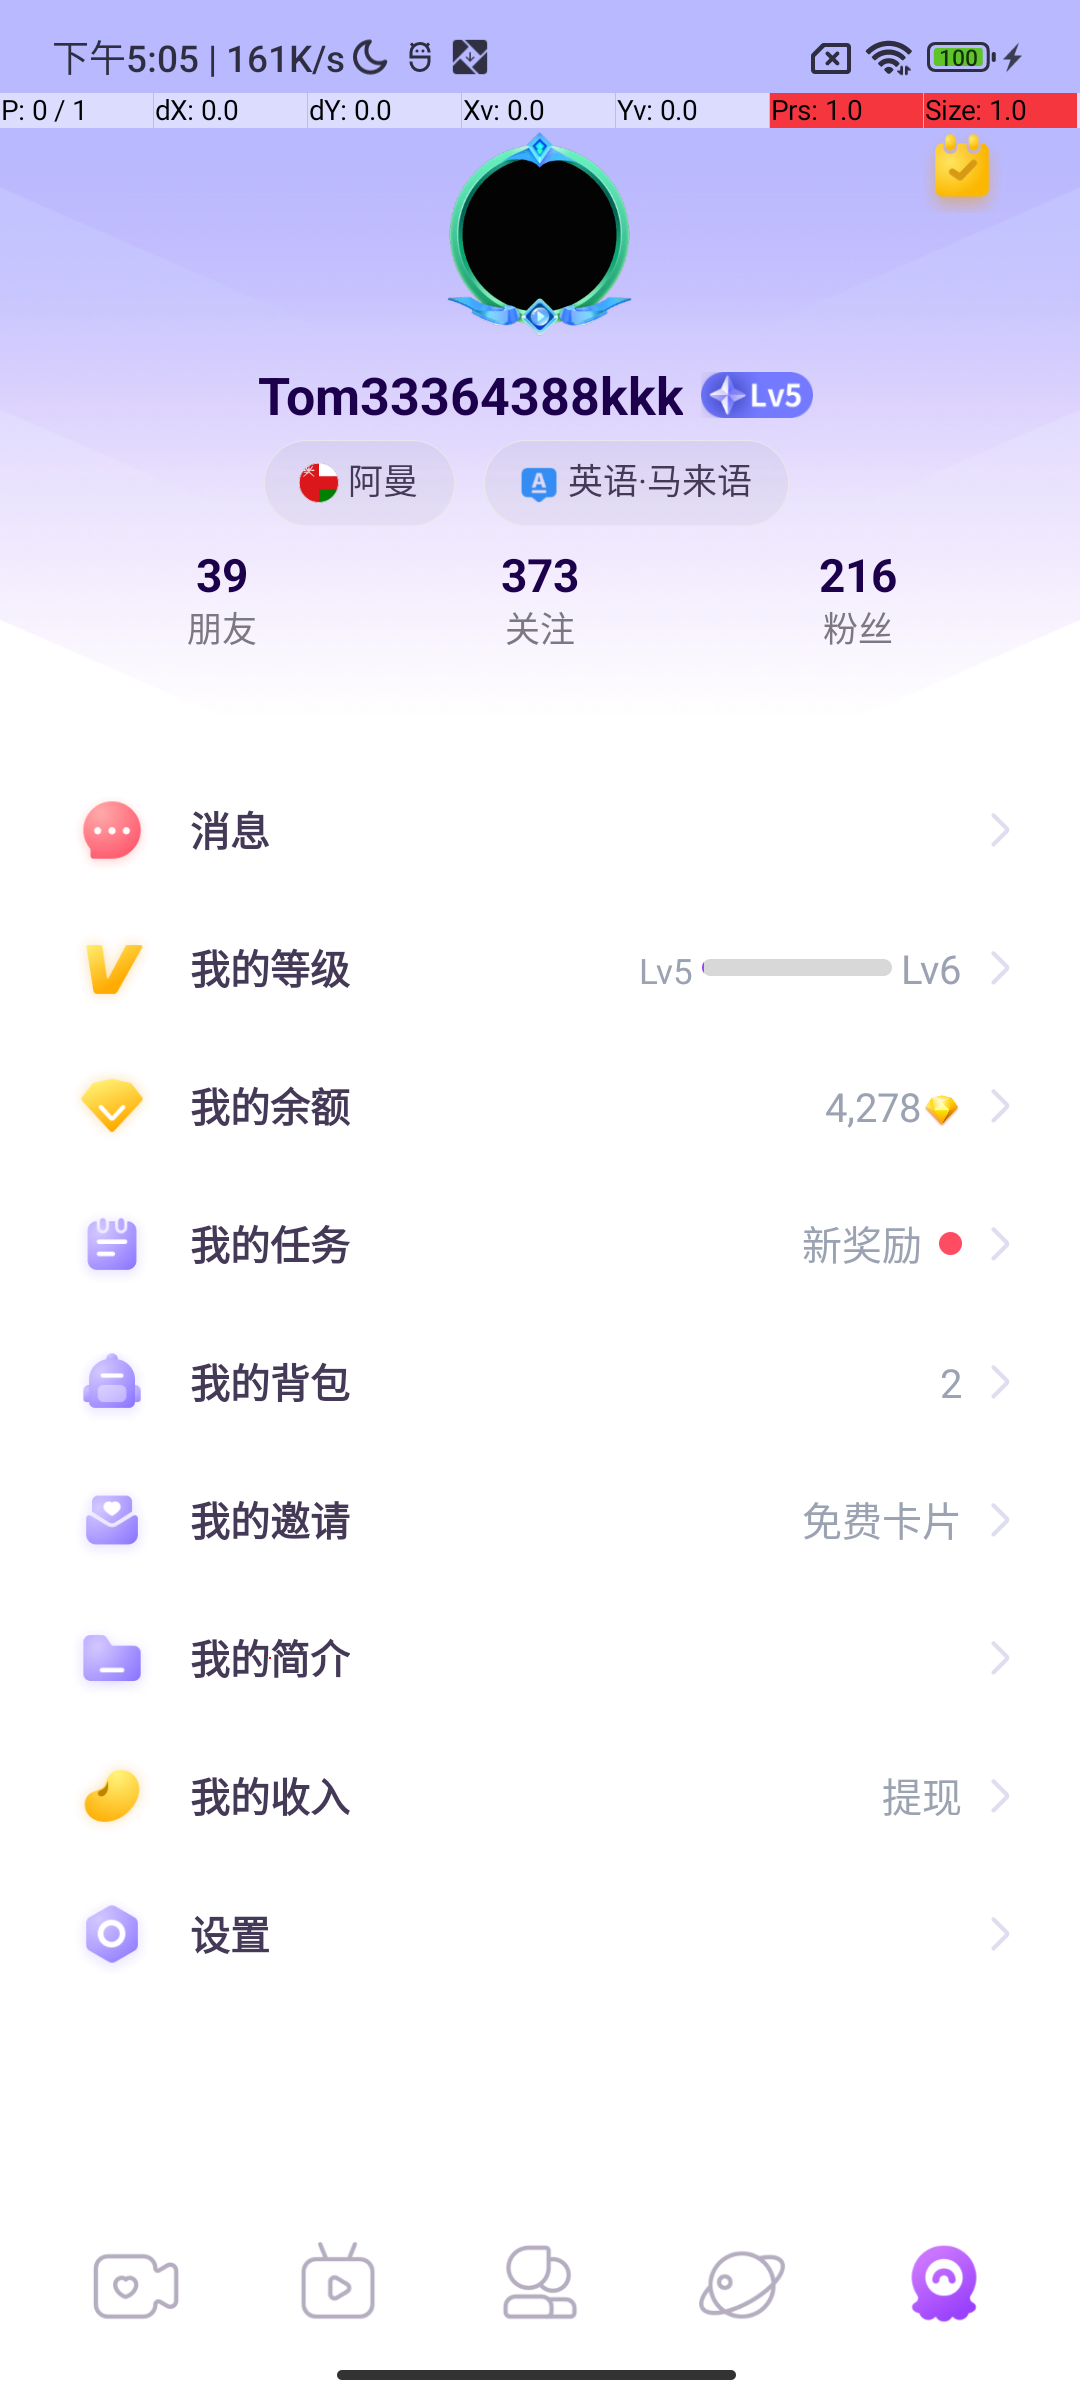 下午5:05 | 161K/s 100
P: 0 / 1 dX: 0.0 dY: 0.0 Xv: 0.0 Yv: 0.0 Prs: 1.0 Size: 1.0
Tom33364388kkk Lv5
阿曼 A 英语·马来语
39 373 216
朋友 关注 粉丝
消息
我的等级 Lv5 Lv6
我的余额 4,278
我的任务 新奖励
我的背包 2
我的邀请 免费卡片
我的简介
我的收入 提现
设置